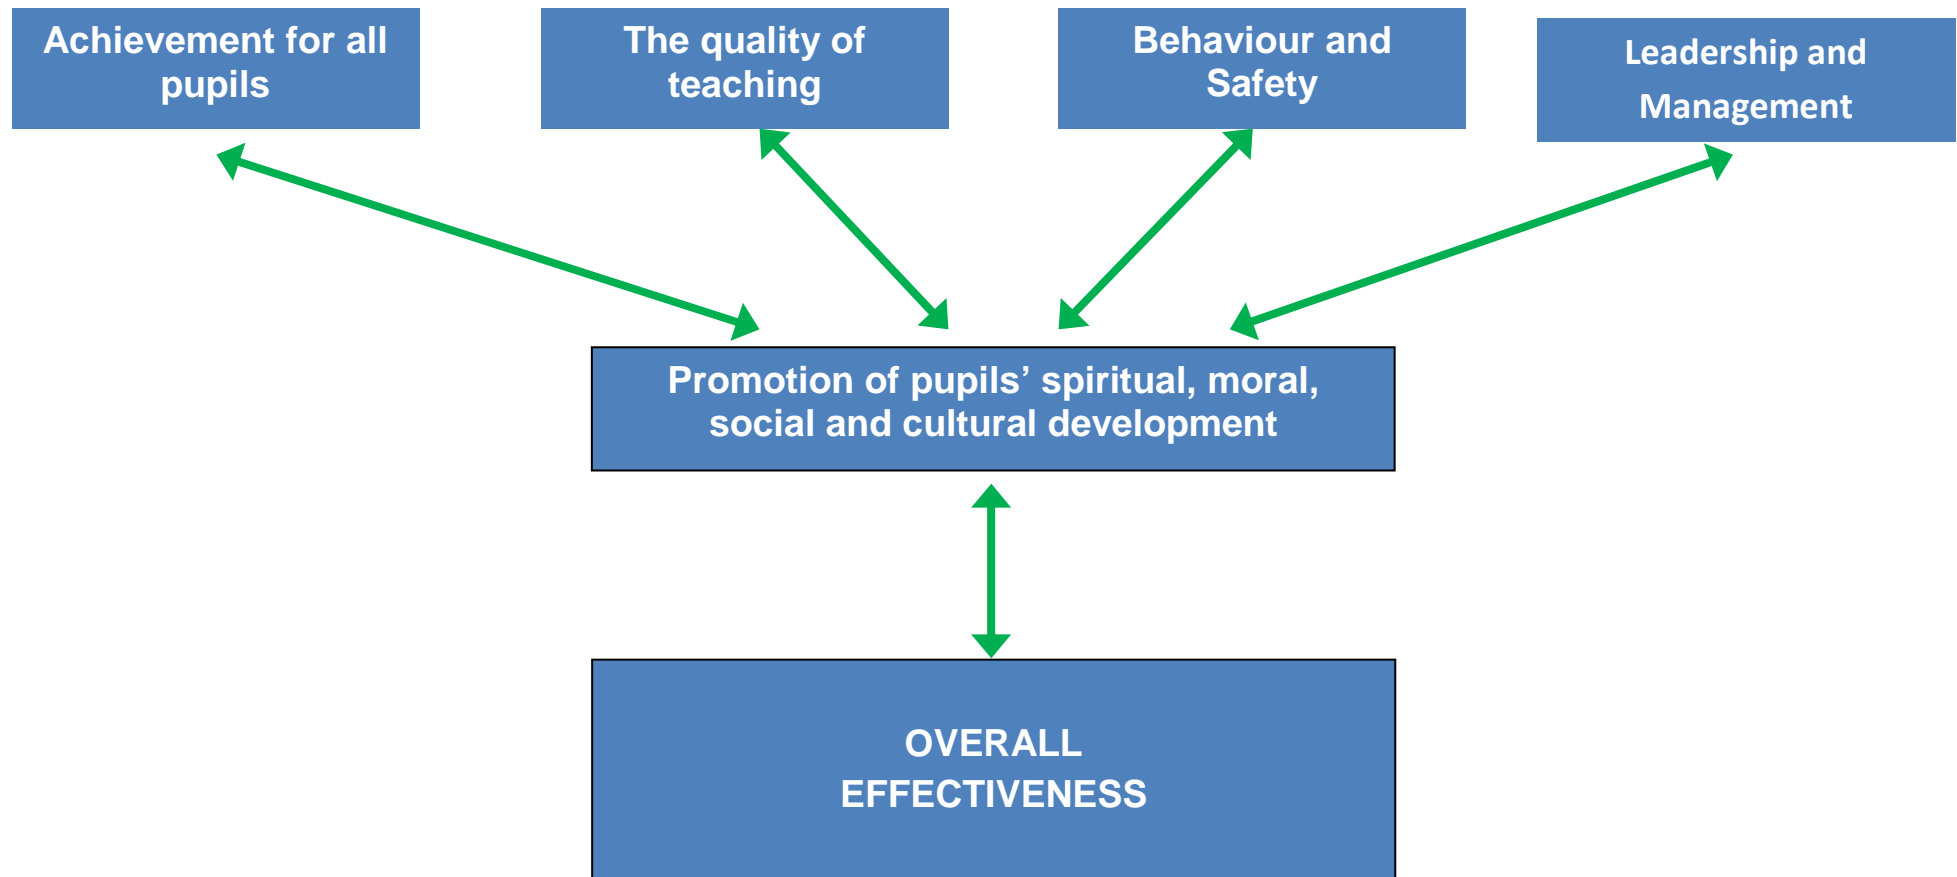 Achievement for all
pupils
The quality of
teaching
Behaviour and
Safety
Leadership and
Management
Promotion of pupils’ spiritual, moral,
social and cultural development
OVERALL
EFFECTIVENESS